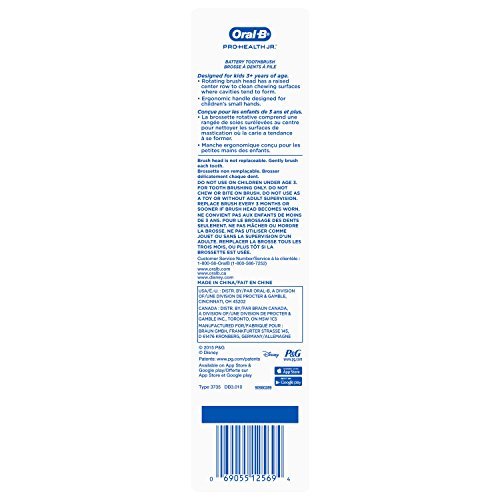 Oral-B
PRO-HEALTH JR.
BATTERY TOOTHBRUSH
BROSSE À DENTS À PILE
Designed for kids 3+ years of age.
• Rotating brush head has a raised
center row to clean chewing surfaces
where cavities tend to form.
• Ergonomic handle designed for
children's small hands.
Conçue pour les enfants de 3 ans et plus.
• La brossette rotative comprend une
rangée de soies surélevées au centre
pour nettoyer les surfaces de
mastication où la carie a tendance
à se former.
• Manche ergonomique conçu pour les
petites mains des enfants.
Brush head is not replaceable. Gently brush
each tooth.
Brossette non remplaçable. Brosser
délicatement chaque dent.
DO NOT USE ON CHILDREN UNDER AGE 3.
FOR TOOTH BRUSHING ONLY. DO NOT
CHEW OR BITE ON BRUSH. DO NOT USE AS
A TOY OR WITHOUT ADULT SUPERVISION.
REPLACE BRUSH EVERY 3 MONTHS OR
SOONER IF BRUSH HEAD BECOMES WORN.
NE CONVIENT PAS AUX ENFANTS DE MOINS
DE 3 ANS. POUR LE BROSSAGE DES DENTS
SEULEMENT. NE PAS MÂCHER OU MORDRE
LA BROSSE. NE PAS UTILISER COMME
JOUET OU SANS LA SUPERVISION D'UN
ADULTE. REMPLACER LA BROSSE TOUS LES
TROIS MOIS, OU PLUS TÔT SI LA
BROSSETTE EST USÉE.
Customer Service Number/Service à la clientèle :
1-800-56-OralB (1-800-566-7252)
www.oralb.com
www.oralb.ca
www.disney.com
MADE IN CHINA/FAIT EN CHINE
USA/É.U. : DISTR. BY/PAR ORAL-B, A DIVISION
OF/UNE DIVISION DE PROCTER & GAMBLE,
CINCINNATI, OH 45202
CANADA : DISTR. BY/PAR BRAUN CANADA,
A DIVISION OF/UNE DIVISION DE PROCTER &
GAMBLE INC., TORONTO, ON M5W 1C5
MANUFACTURED FOR/FABRIQUÉ POUR :
BRAUN GMBH, FRANKFURTER STRASSE 145,
D 61476 KRONBERG, GERMANY/ALLEMAGNE
© 2015 P&G
© Disney
Patents: www.pg.com/patents
Disney
P&G
www.pg.com
Available on App Store &
Google play/Offerte sur
App Store et Google play
App Store
Google play
Type 3735 DB3.010
0 69055 12569 4